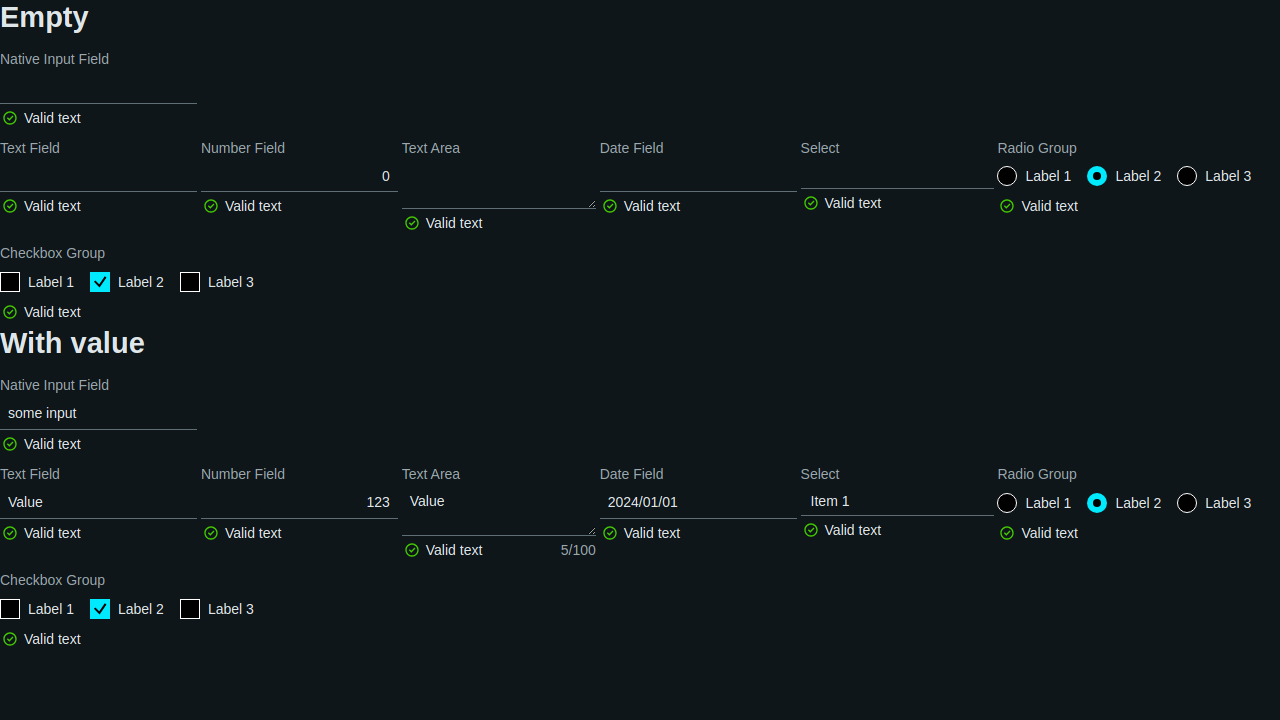 Empty
Native Input Field
Valid text
Text Field Number Field Text Area Date Field Select Radio Group
0 Label 1 Label 2 Label 3
Valid text Valid text Valid text Valid text Valid text Valid text
Checkbox Group
Label 1 Label 2 Label 3
Valid text
With value
Native Input Field
some input
Valid text
Text Field Number Field Text Area Date Field Select Radio Group
Value 123 Value 2024/01/01 Item 1 Label 1 Label 2 Label 3
Valid text Valid text Valid text 5/100 Valid text Valid text Valid text
Checkbox Group
Label 1 Label 2 Label 3
Valid text